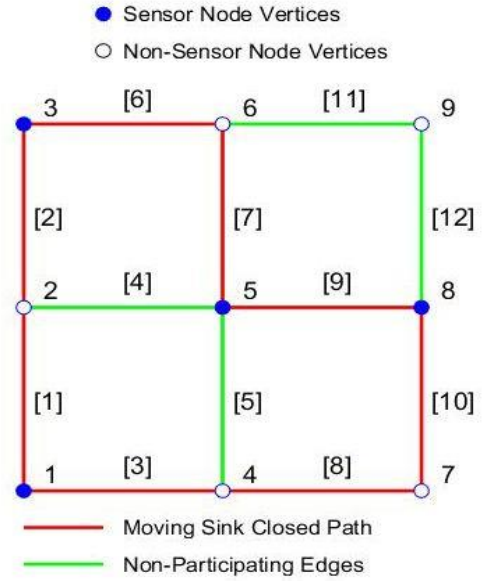 Sensor Node Vertices
Non-Sensor Node Vertices
3 [6] 6 [11] 9
[2] [7] [12]
2 [4] 5 [9] 8
[1] [5] [10]
1 [3] 4 [8] 7
Moving Sink Closed Path
Non-Participating Edges